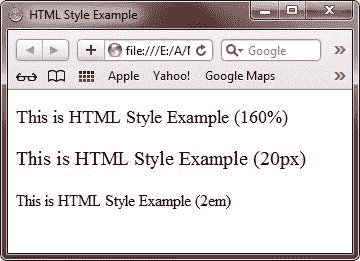 HTML Style Example
file:///E:/A/
Google
Apple Yahoo! Google Maps
This is HTML Style Example (160%)
This is HTML Style Example (20px)
This is HTML Style Example (2em)